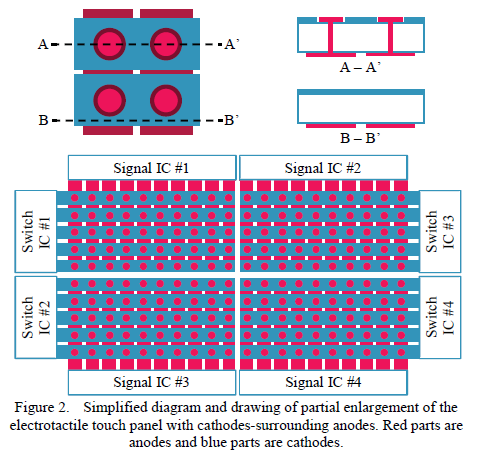 A
A’
B
B’
A – A’
B – B’
Signal IC #1
Signal IC #2
Switch
IC #1
Switch
IC #3
Switch
IC #2
Switch
IC #4
Signal IC #3
Signal IC #4
Figure 2. Simplified diagram and drawing of partial enlargement of the
electrotactile touch panel with cathodes-surrounding anodes. Red parts are
anodes and blue parts are cathodes.